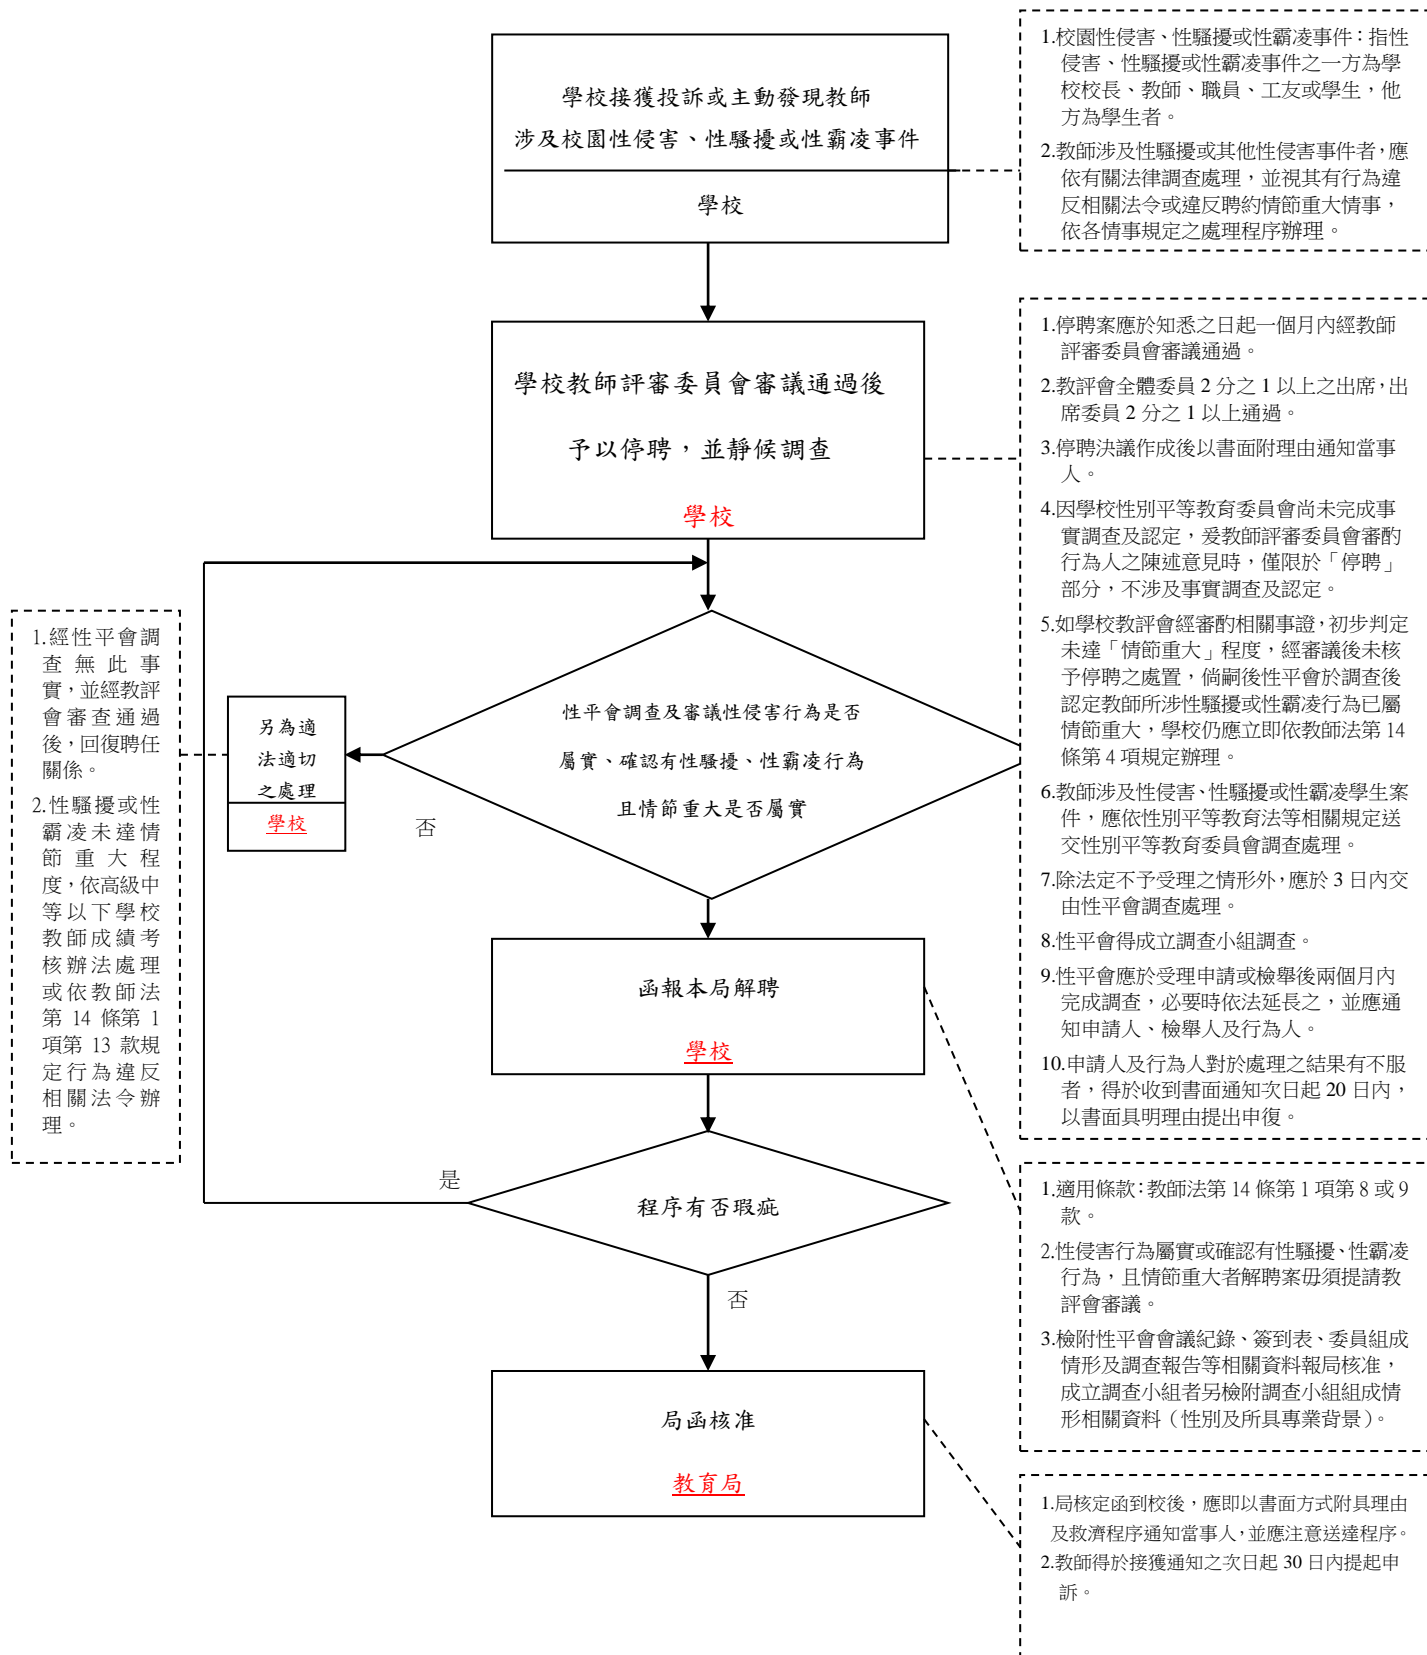 學校接獲投訴或主動發現教師
涉及校園性侵害、性騷擾或性霸凌事件
學校
1.校園性侵害、性騷擾或性霸凌事件：指性
侵害、性騷擾或性霸凌事件之一方為學
校校長、教師、職員、工友或學生，他
方為學生者。
2.教師涉及性騷擾或其他性侵害事件者，應
依有關法律調查處理，並視其有行為違
反相關法令或違反聘約情節重大情事，
依各情事規定之處理程序辦理。
學校教師評審委員會審議通過後
予以停聘，並靜候調查
學校
1.停聘案應於知悉之日起一個月內經教師
評審委員會審議通過。
2.教評會全體委員 2 分之 1 以上之出席，出
席委員 2 分之 1 以上通過。
3.停聘決議作成後以書面附理由通知當事
人。
4.因學校性別平等教育委員會尚未完成事
實調查及認定，爰教師評審委員會審酌
行為人之陳述意見時，僅限於「停聘」
部分，不涉及事實調查及認定。
5.如學校教評會經審酌相關事證，初步判定
未達「情節重大」程度，經審議後未核
予停聘之處置，倘嗣後性平會於調查後
認定教師所涉性騷擾或性霸凌行為已屬
情節重大，學校仍應立即依教師法第 14
條第 4 項規定辦理。
6.教師涉及性侵害、性騷擾或性霸凌學生案
件，應依性別平等教育法等相關規定送
交性別平等教育委員會調查處理。
7.除法定不予受理之情形外，應於 3 日內交
由性平會調查處理。
8.性平會得成立調查小組調查。
9.性平會應於受理申請或檢舉後兩個月內
完成調查，必要時依法延長之，並應通
知申請人、檢舉人及行為人。
10.申請人及行為人對於處理之結果有不服
者，得於收到書面通知次日起 20 日內，
以書面具明理由提出申復。
性平會調查及審議性侵害行為是否
屬實、確認有性騷擾、性霸凌行為
且情節重大是否屬實
否
另為適
法適切
之處理
學校
1.經性平會調
查無此事
實，並經教評
會審查通過
後，回復聘任
關係。
2.性騷擾或性
霸凌未達情
節重大程
度，依高級中
等以下學校
教師成績考
核辦法處理
或依教師法
第 14 條第 1
項第 13 款規
定行為違反
相關法令辦
理。
函報本局解聘
學校
1.適用條款：教師法第 14 條第 1 項第 8 或 9
款。
2.性侵害行為屬實或確認有性騷擾、性霸凌
行為，且情節重大者解聘案毋須提請教
評會審議。
3.檢附性平會會議紀錄、簽到表、委員組成
情形及調查報告等相關資料報局核准，
成立調查小組者另檢附調查小組組成情
形相關資料（性別及所具專業背景）。
是
程序有否瑕疵
否
局函核准
教育局
1.局核定函到校後，應即以書面方式附具理由
及救濟程序通知當事人，並應注意送達程序。
2.教師得於接獲通知之次日起 30 日內提起申
訴。